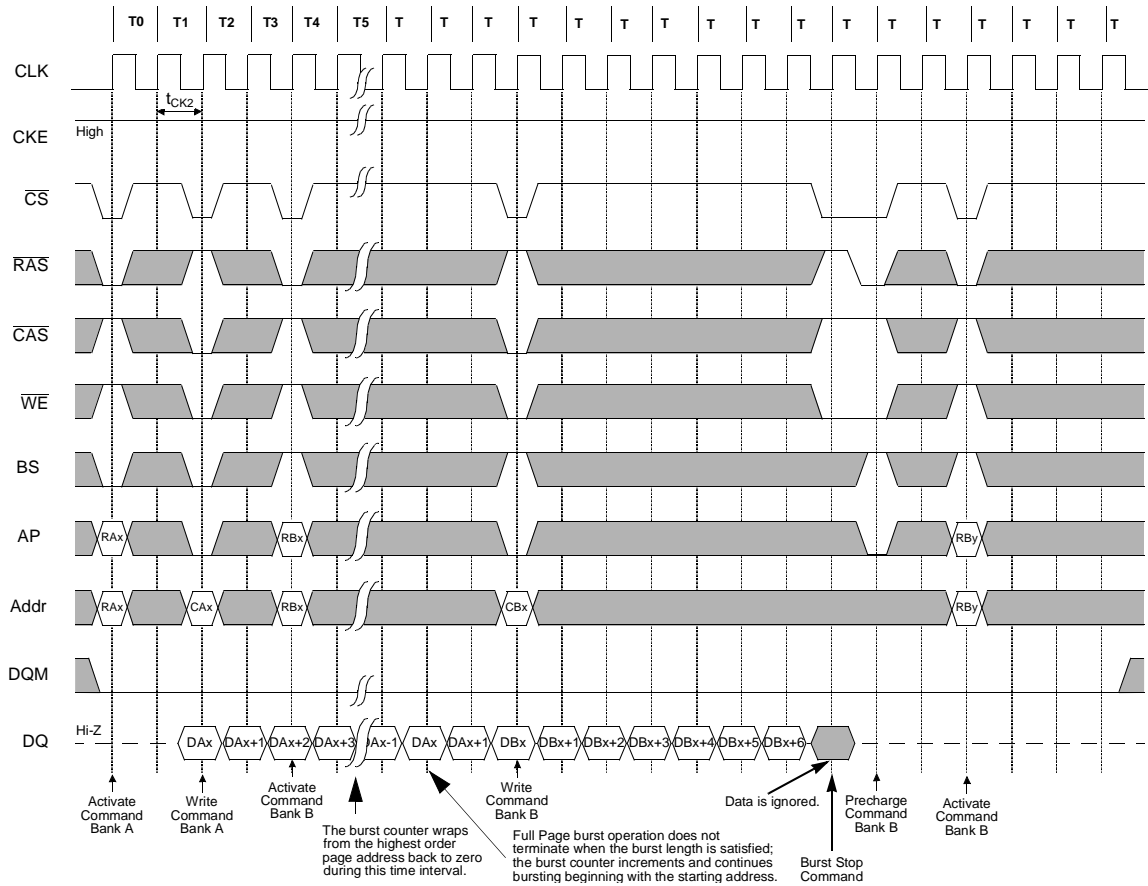 T0 T1 T2 T3 T4 T5 T T T T T T T T T T T T T T T T T
CLK
tCK2
CKE High
CS
RAS
CAS
WE
BS
AP RAx RBx RBy
Addr RAx CAx RBx CBx RBy
DQM
DQ Hi-Z DAx DAx+1 DAx+2 DAx+3 DAx-1 DAx DAx+1 DBx DBx+1 DBx+2 DBx+3 DBx+4 DBx+5 DBx+6
Activate
Command
Bank A
Write
Command
Bank A
Activate
Command
Bank B
The burst counter wraps
from the highest order
page address back to zero
during this time interval.
Write
Command
Bank B
Full Page burst operation does not
terminate when the burst length is satisfied;
the burst counter increments and continues
bursting beginning with the starting address.
Data is ignored.
Burst Stop
Command
Precharge
Command
Bank B
Activate
Command
Bank B